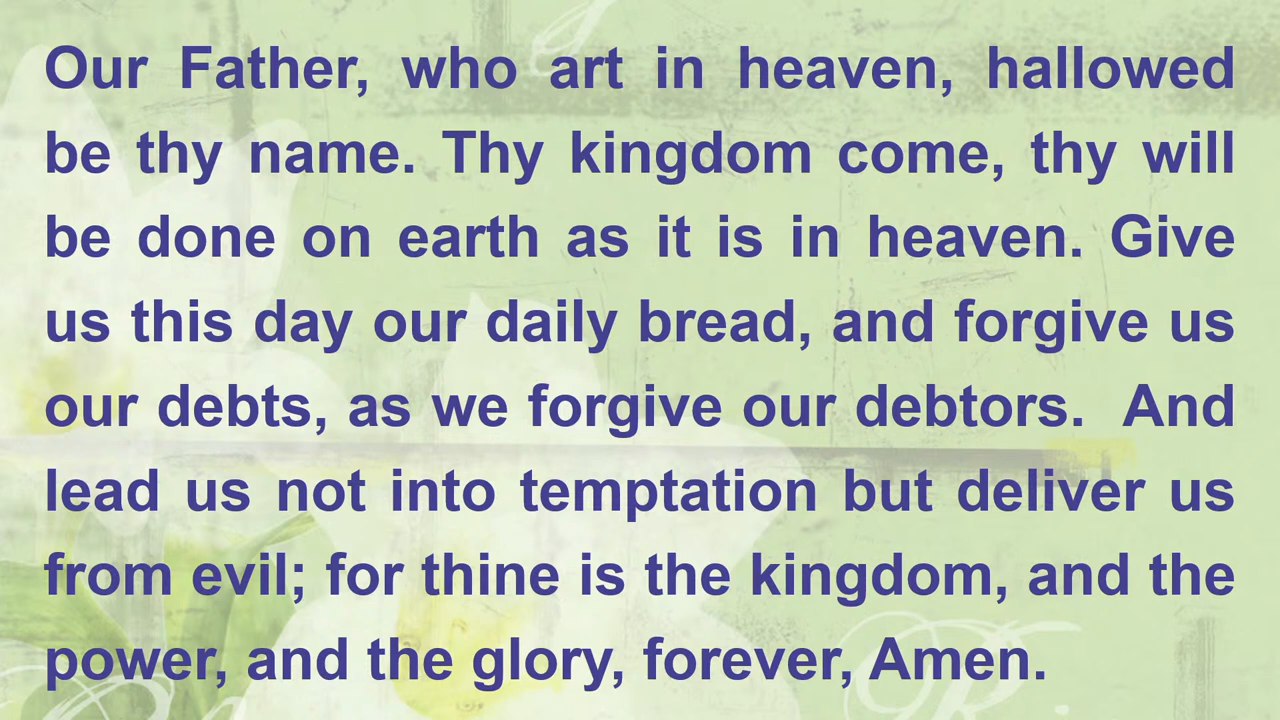 Our Father, who art in heaven, hallowed
be thy name. Thy kingdom come, thy will
be done on earth as it is in heaven. Give
us this day our daily bread, and forgive us
our debts, as we forgive our debtors.  And
lead us not into temptation but deliver us
from evil; for thine is the kingdom, and the
power, and the glory, forever, Amen.